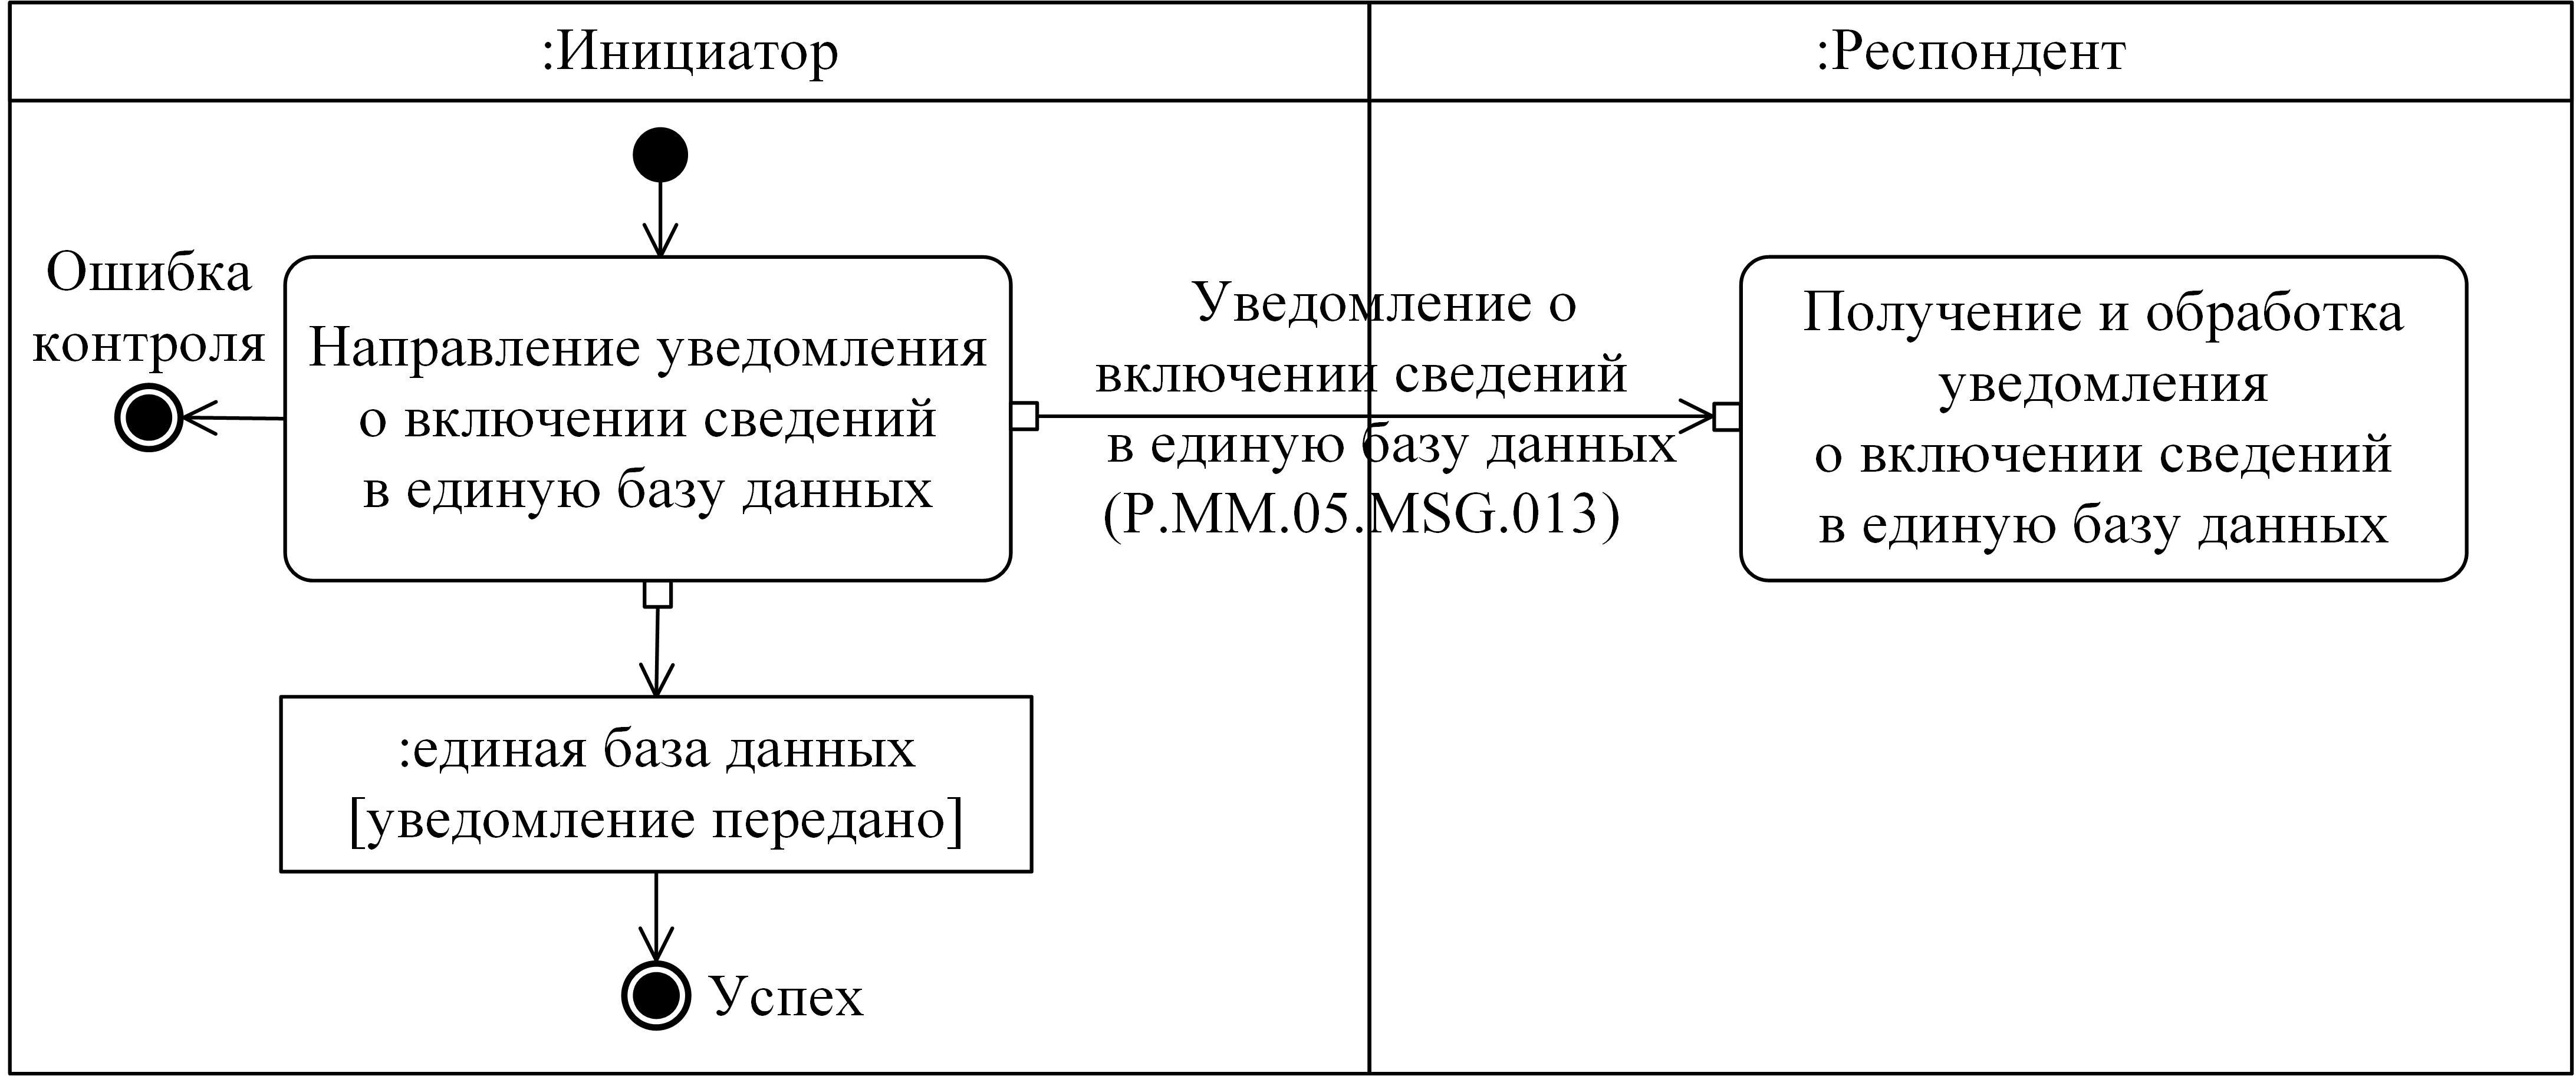 :Инициатор
:Респондент
Ошибка
контроля
Направление уведомления
о включении сведений
в единую базу данных
Уведомление о
включении сведений
в единую базу данных
(P.MM.05.MSG.013)
Получение и обработка
уведомления
о включении сведений
в единую базу данных
:единая база данных
[уведомление передано]
Успех